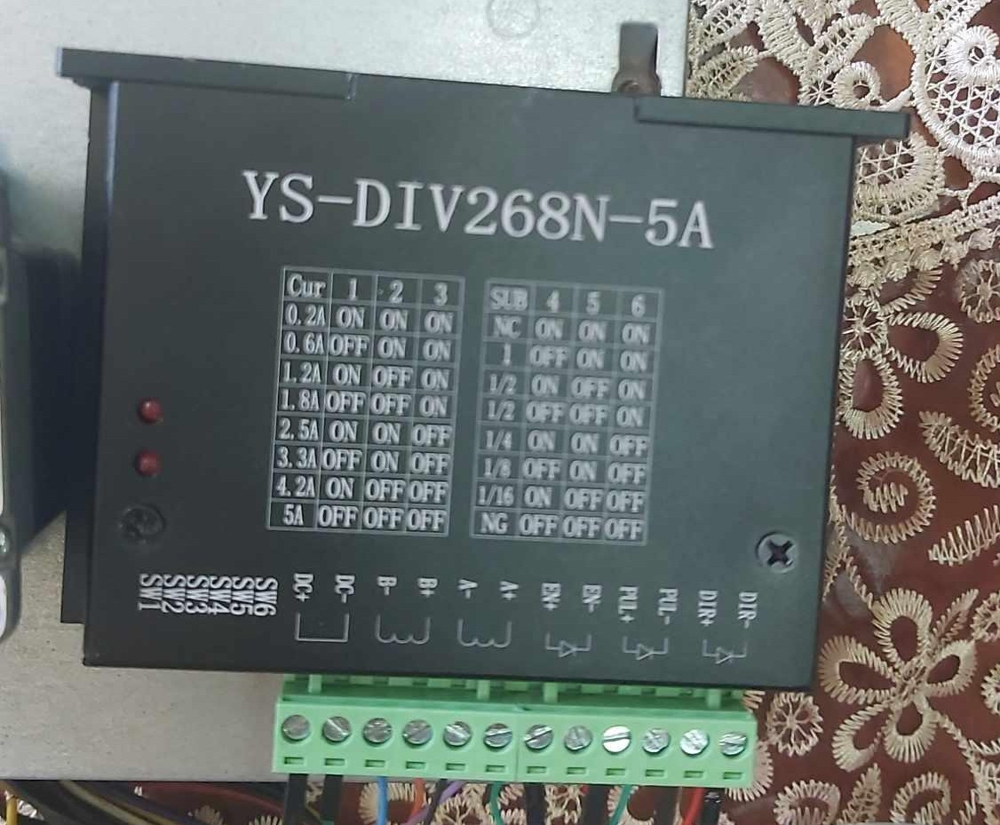 YS-DIV268N-5A
Cur 1 2 3
0.2A ON ON ON
0.6A OFF ON ON
1.2A ON OFF ON
1.8A OFF OFF ON
2.5A ON ON OFF
3.3A OFF ON OFF
4.2A ON OFF OFF
5A OFF OFF OFF
SUB 4 5 6
NC ON ON ON
1 OFF ON ON
1/2 ON OFF ON
1/2 OFF OFF ON
1/4 ON ON OFF
1/8 OFF ON OFF
1/16 ON OFF OFF
NG OFF OFF OFF
SW1
SW2
SW3
SW4
SW5
SW6
DC+
DC-
B-
B+
A-
A+
EN+
EN-
PUL+
PUL-
DIR+
DIR-